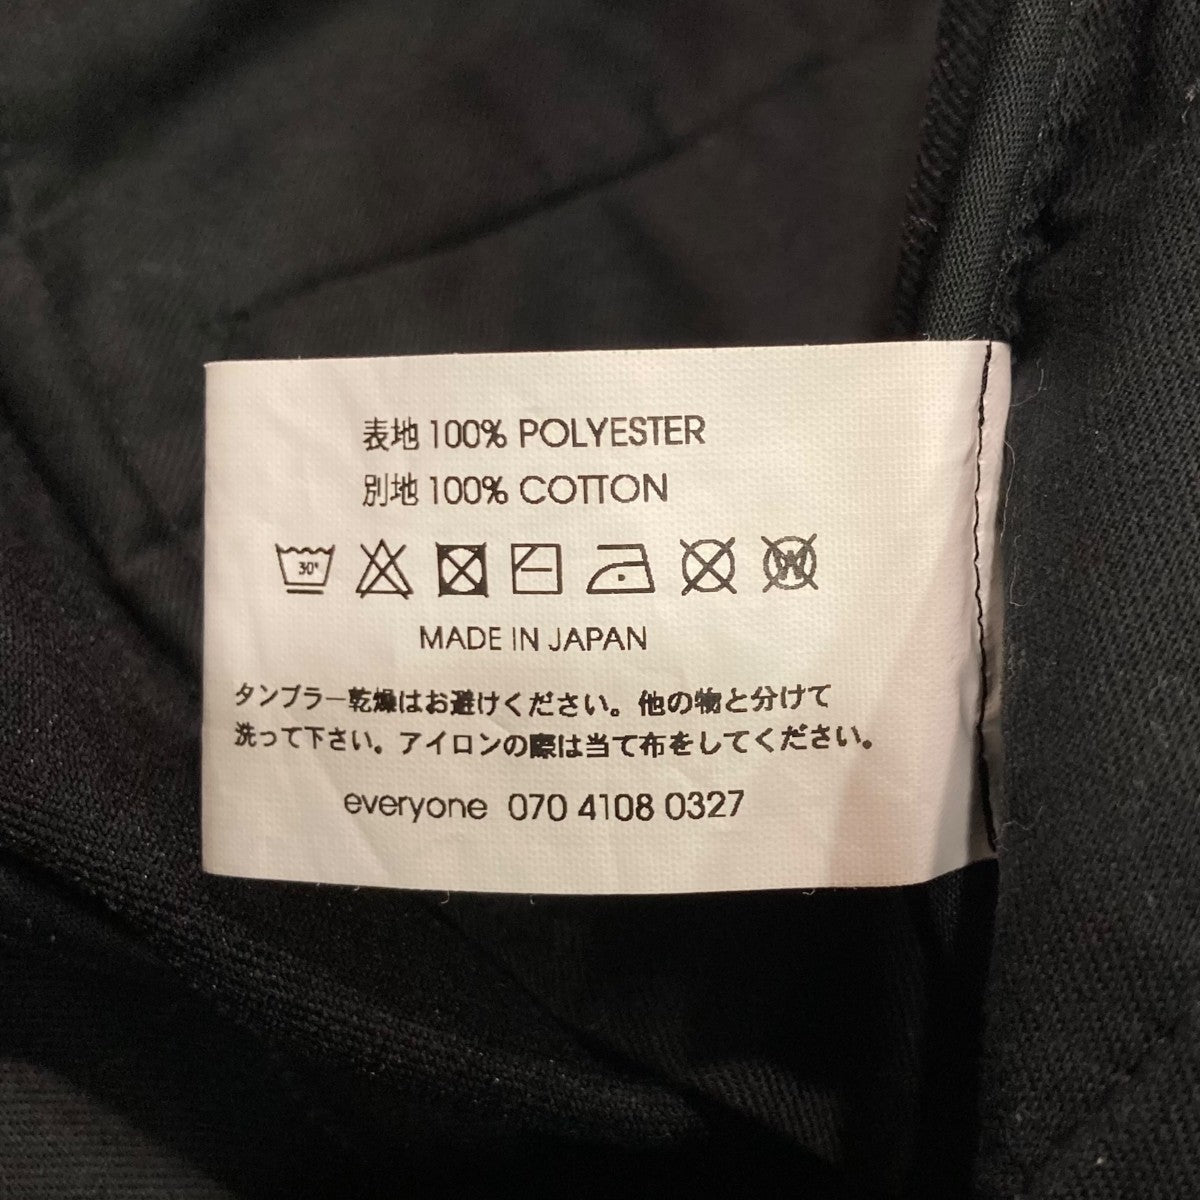 表地 100% POLYESTER
別地 100% COTTON
30°
W
MADE IN JAPAN
タンブラー乾燥はお避けください。他の物と分けて
洗って下さい。アイロンの際は当て布をしてください。
everyone 070 4108 0327